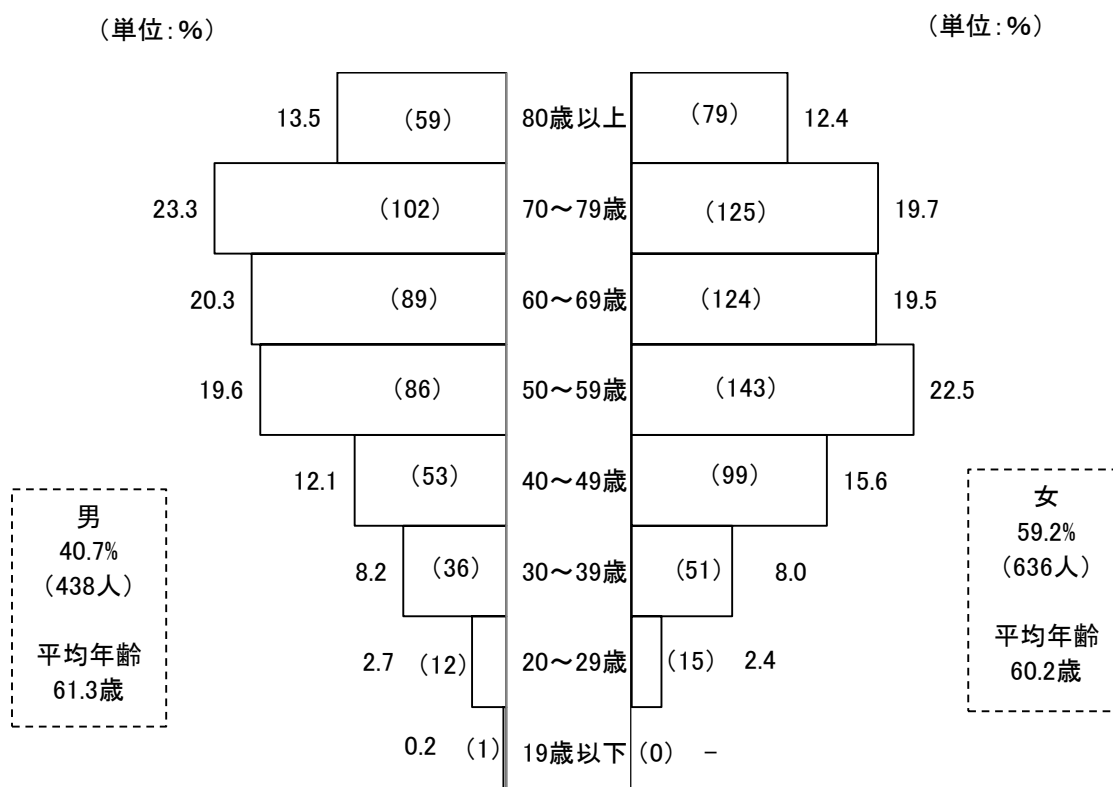 (単位:%)
(単位:%)
13.5 (59) 80歳以上 (79) 12.4
23.3 (102) 70~79歳 (125) 19.7
20.3 (89) 60~69歳 (124) 19.5
19.6 (86) 50~59歳 (143) 22.5
12.1 (53) 40~49歳 (99) 15.6
8.2 (36) 30~39歳 (51) 8.0
2.7 (12) 20~29歳 (15) 2.4
0.2 (1) 19歳以下 (0) -
男
40.7%
(438人)
平均年齢
61.3歳
女
59.2%
(636人)
平均年齢
60.2歳